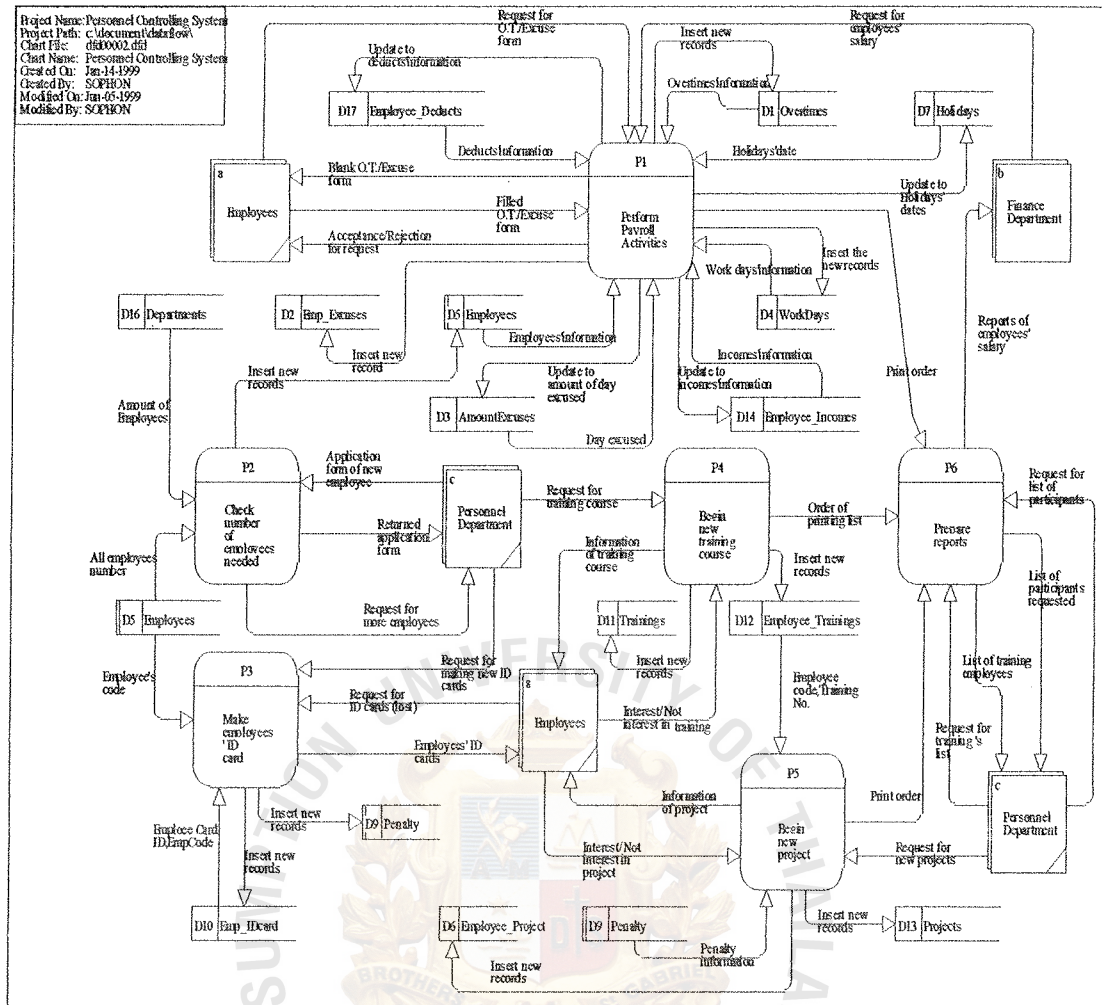 Project Name: Personnel Controlling System
Project Path: c:\document\dataflow\
Chart File: dfd00002.dfd
Chart Name: Personnel Controlling System
Created On: Jan-14-1999
Created By: SOPHON
Modified On: Jun-05-1999
Modified By: SOPHON
Request for
O.T./Excuse
form
Request for
employees'
salary
Insert new
records
Update to
deducts information
Overtimes Information
D17 Employee_Deducts
D1 Overtimes
D7 Holidays
Deducts Information
Holidays' date
P1
Perform
Payroll
Activities
a
Employees
Blank O.T./Excuse
form
Filled
O.T./Excuse
form
Acceptance/Rejection
for request
Update to
Holidays'
dates
b
Finance
Department
Insert the
new records
Work days Information
D16 Departments
D2 Emp_Excuses
D5 Employees
D4 WorkDays
Employees' Information
Insert new
record
Insert new records
Reports of
employees'
salary
Update to
amount of day
excused
Update to
incomes Information
Incomes Information
Print order
D3 AmountExcuses
D14 Employee_Incomes
Day excused
Amount of
Employees
P2
Check
number
of
employees
needed
Application
form of new
employee
Returned
application
form
c
Personnel
Department
Request for
training course
P4
Begin
new
training
course
Order of
printing list
P6
Prepare
reports
Request for
list of
participants
Information
of training
course
Insert new
records
List of
participants
requested
All employees
number
D5 Employees
Request for
more employees
D11 Trainings
D12 Employee_Trainings
Employee's
code
Request for
making new ID
cards
Insert new
records
List of training
employees
P3
Make
employees
' ID
card
Request for
ID cards (lost)
a
Employees
Interest/Not
interest in training
Employee
code, Training
No.
Request for
training's
list
Employees' ID
cards
P5
Begin
new
project
Print order
c
Personnel
Department
Information
of project
Insert new
records
D9 Penalty
Emploee Card
ID, EmpCode
Insert new
records
Interest/Not
interest in
project
Request for
new projects
D10 Emp_IDcard
D6 Employee_Project
D9 Penalty
Insert new
records
D13 Projects
Insert new
records
Penalty
Information